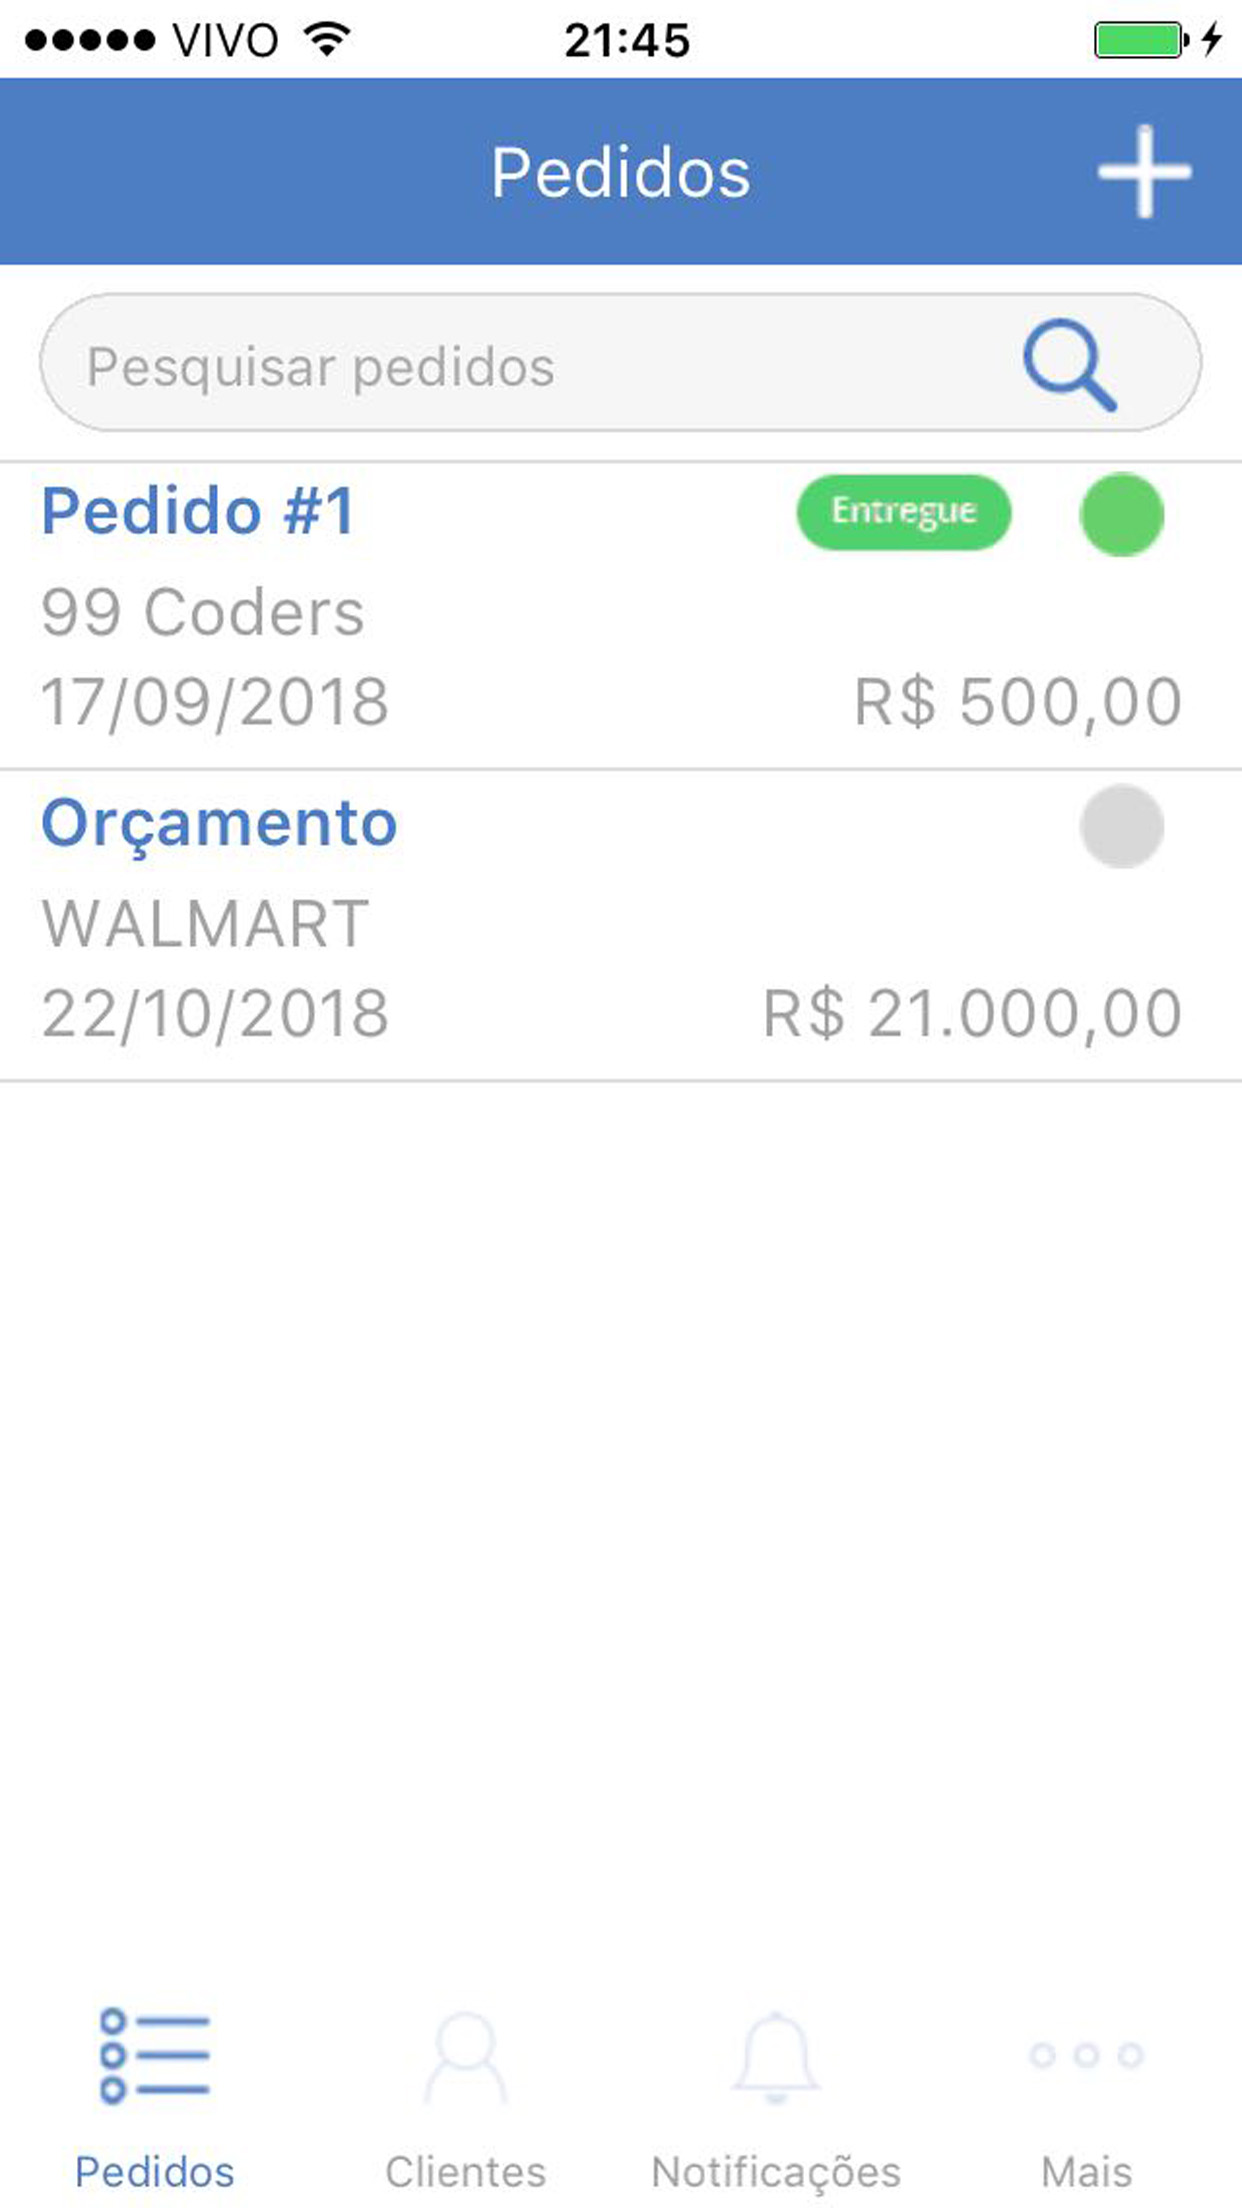 VIVO 21:45
Pedidos
Pesquisar pedidos
Pedido #1 Entregue
99 Coders
17/09/2018 R$ 500,00
Orçamento
WALMART
22/10/2018 R$ 21.000,00
Pedidos Clientes Notificações Mais